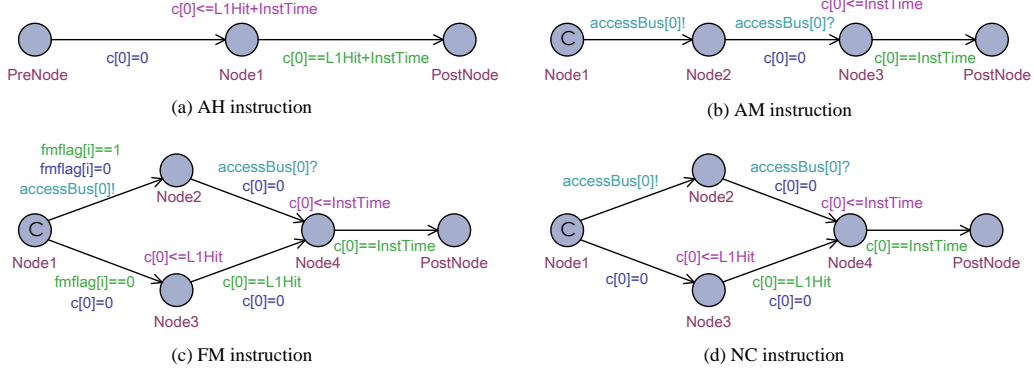 c[0]<=L1Hit+InstTime
PreNode
c[0]=0
Node1
c[0]==L1Hit+InstTime
PostNode
(a) AH instruction
c[0]<=InstTime
C
accessBus[0]!
accessBus[0]?
Node1
Node2
c[0]=0
Node3
c[0]==InstTime
PostNode
(b) AM instruction
fmflag[i]==1
fmflag[i]=0
accessBus[0]!
Node2
accessBus[0]?
c[0]=0
c[0]<=InstTime
C
Node1
c[0]<=L1Hit
Node4
c[0]==InstTime
PostNode
fmflag[i]==0
c[0]=0
c[0]==L1Hit
c[0]=0
Node3
(c) FM instruction
accessBus[0]!
Node2
accessBus[0]?
c[0]=0
c[0]<=InstTime
C
Node1
c[0]<=L1Hit
Node4
c[0]==InstTime
PostNode
c[0]=0
c[0]==L1Hit
c[0]=0
Node3
(d) NC instruction